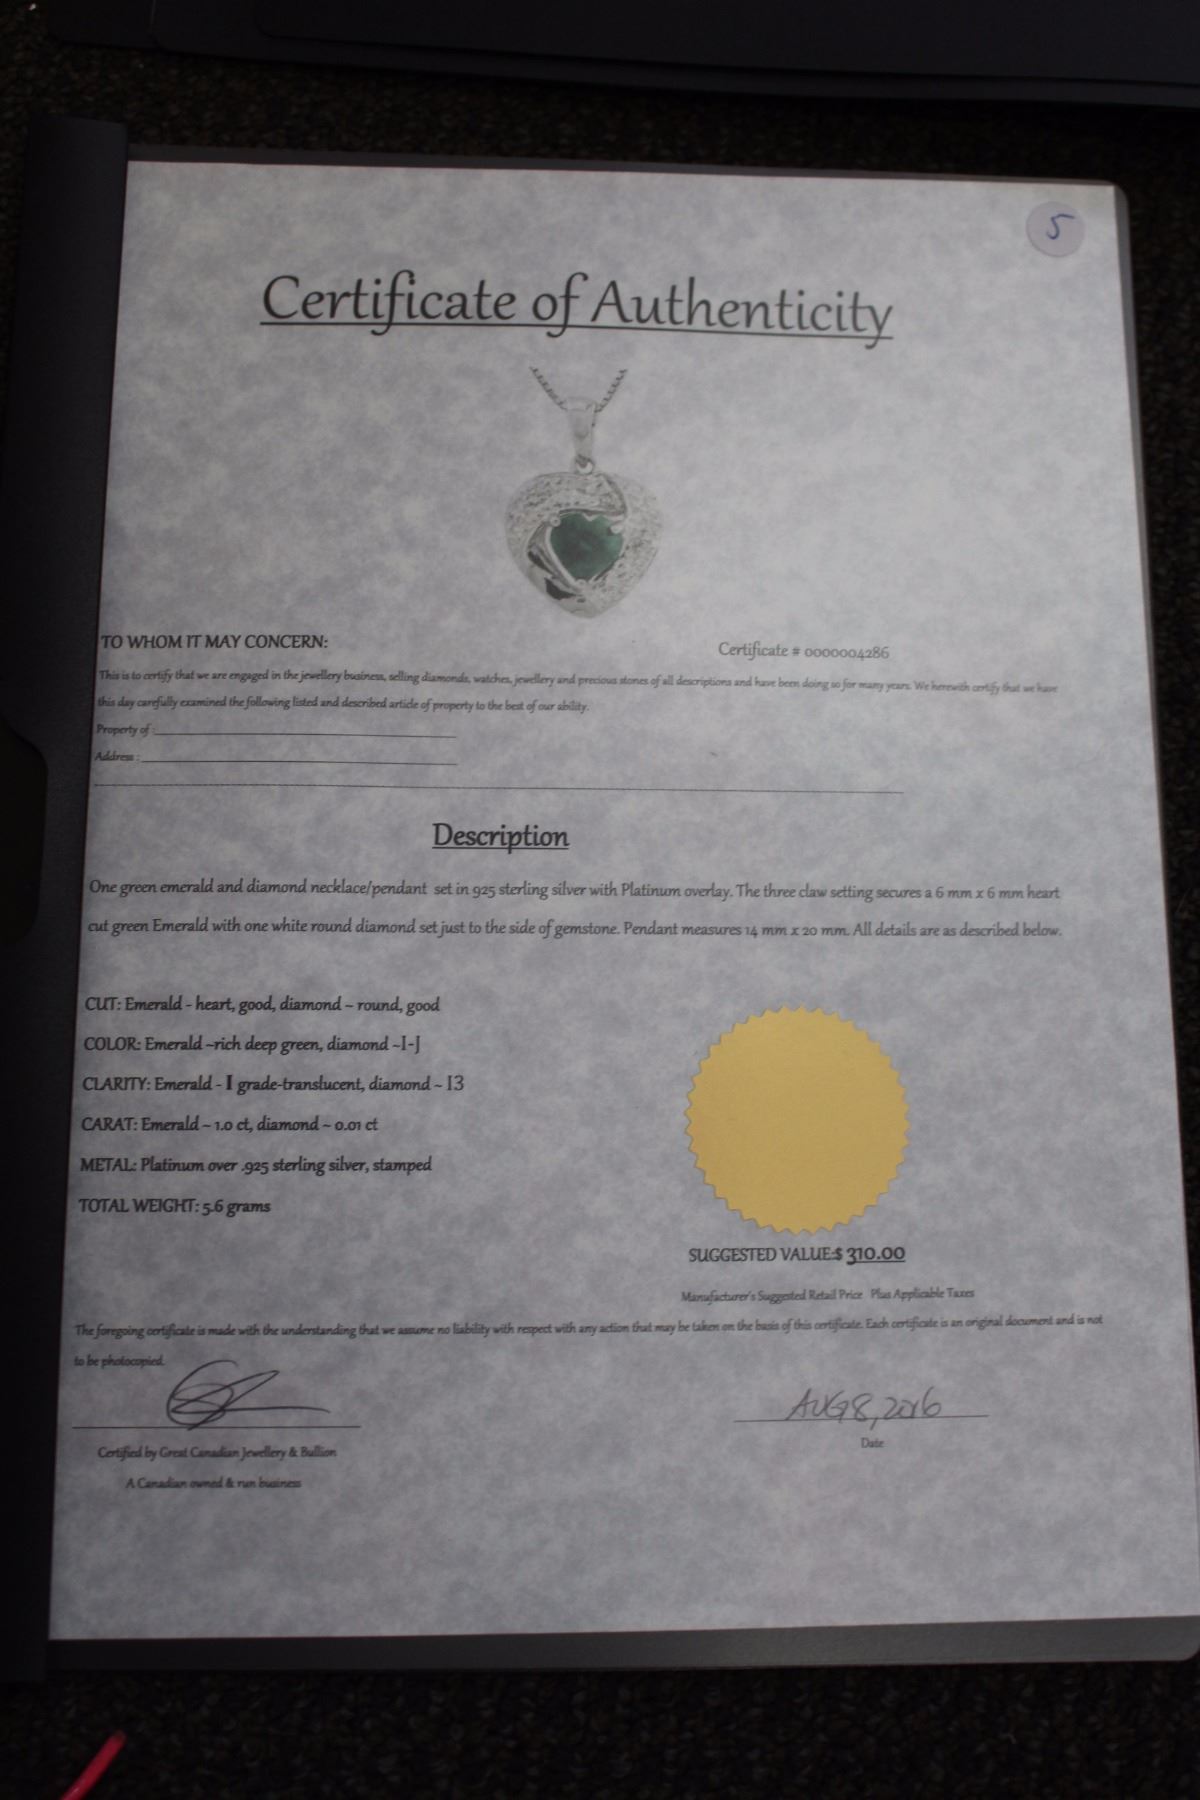 5
Certificate of Authenticity
TO WHOM IT MAY CONCERN:
Certificate # 0000004286
This is to certify that we are engaged in the jewellery business, selling diamonds, watches, jewellery and precious stones of all descriptions and have been doing so for many years. We herewith certify that we have
this day carefully examined the following listed and described article of property to the best of our ability.
Property of :
Address :
Description
One green emerald and diamond necklace/pendant set in 925 sterling silver with Platinum overlay. The three claw setting secures a 6 mm x 6 mm heart
cut green Emerald with one white round diamond set just to the side of gemstone. Pendant measures 14 mm x 20 mm. All details are as described below.
CUT: Emerald - heart, good, diamond ~ round, good
COLOR: Emerald ~rich deep green, diamond ~I-J
CLARITY: Emerald - I grade-translucent, diamond ~ I3
CARAT: Emerald ~ 1.0 ct, diamond ~ 0.01 ct
METAL: Platinum over .925 sterling silver, stamped
TOTAL WEIGHT: 5.6 grams
SUGGESTED VALUE:$ 310.00
Manufacturer's Suggested Retail Price Plus Applicable Taxes
The foregoing certificate is made with the understanding that we assume no liability with respect with any action that may be taken on the basis of this certificate. Each certificate is an original document and is not
to be photocopied.
AUG 8, 2016
Certified by Great Canadian Jewellery & Bullion
Date
A Canadian owned & run business